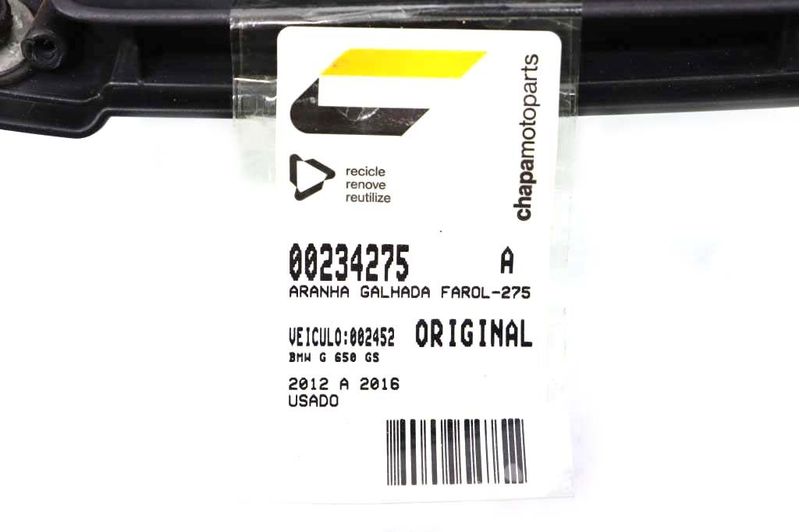 recicle
renove
reutilize
chapamotoparts
00234275 A
ARANHA GALHADA FAROL-275
VEICULO:002452 ORIGINAL
BMW G 650 GS
2012 A 2016
USADO